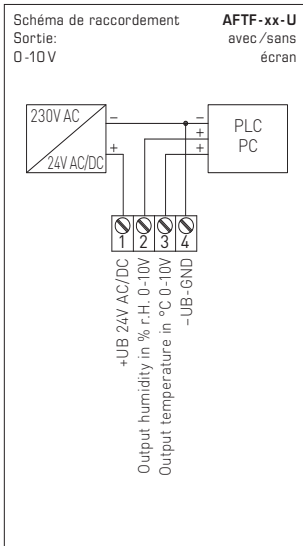 Schéma de raccordement AFTF-xx-U
Sortie: avec/sans
0-10 V écran
230V AC
24V AC/DC
–
+
–
+
+
PLC
PC
1 2 3 4
+UB 24V AC/DC
Output humidity in % r.H. 0-10V
Output temperature in °C 0-10V
–UB-GND